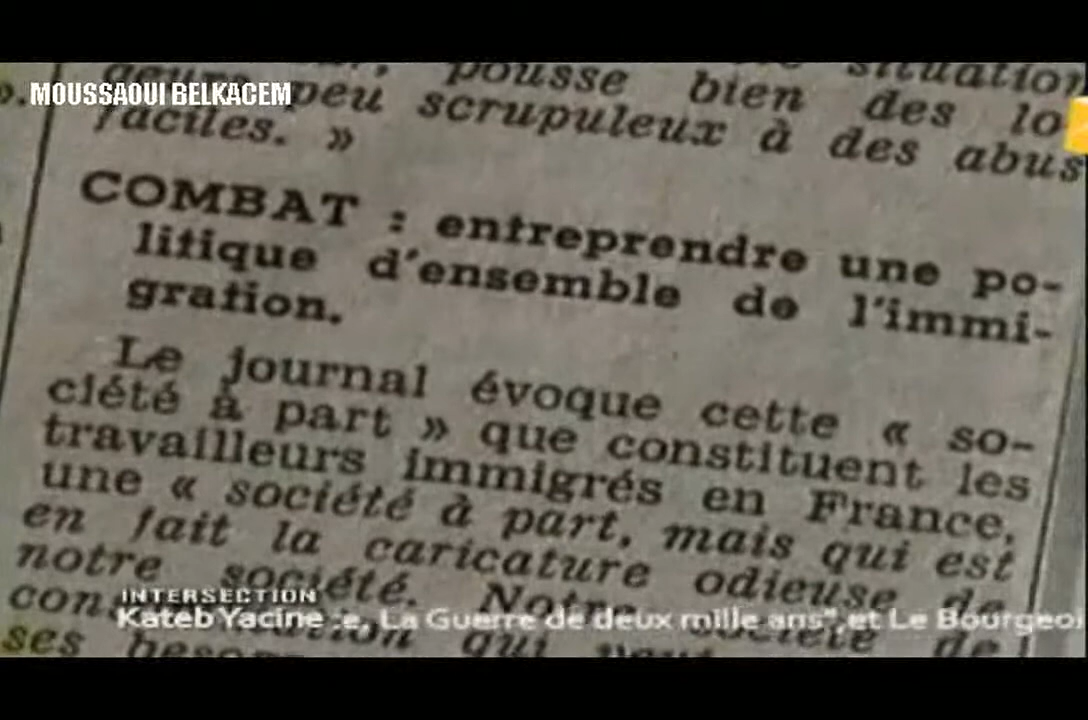 MOUSSAOUI BELKACEM
pousse bien des lo-
geurs peu scrupuleux à des abus
faciles. »
COMBAT : entreprendre une po-
litique d'ensemble de l'immi-
gration.
Le journal évoque cette « so-
ciété à part » que constituent les
travailleurs immigrés en France,
une « société à part, mais qui est
en fait la caricature odieuse de
notre société. Notre société de
ses
INTERSECTION
Kateb Yacine :e, La Guerre de deux mille ans",et Le Bourgeoi